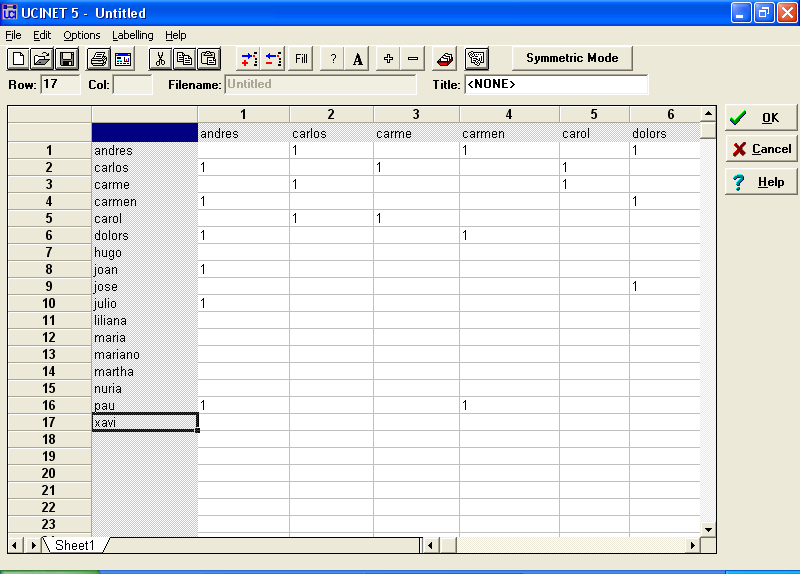 UCINET 5 - Untitled
File Edit Options Labelling Help
Fill ? A + − Symmetric Mode
Row: 17 Col: Filename: Untitled Title: <NONE>
1 2 3 4 5 6
andres carlos carme carmen carol dolors
1 andres 1 1 1
2 carlos 1 1 1
3 carme 1 1
4 carmen 1 1
5 carol 1 1
6 dolors 1 1
7 hugo
8 joan 1
9 jose 1
10 julio 1
11 liliana
12 maria
13 mariano
14 martha
15 nuria
16 pau 1 1
17 xavi
18
19
20
21
22
23
Sheet1
OK
Cancel
? Help